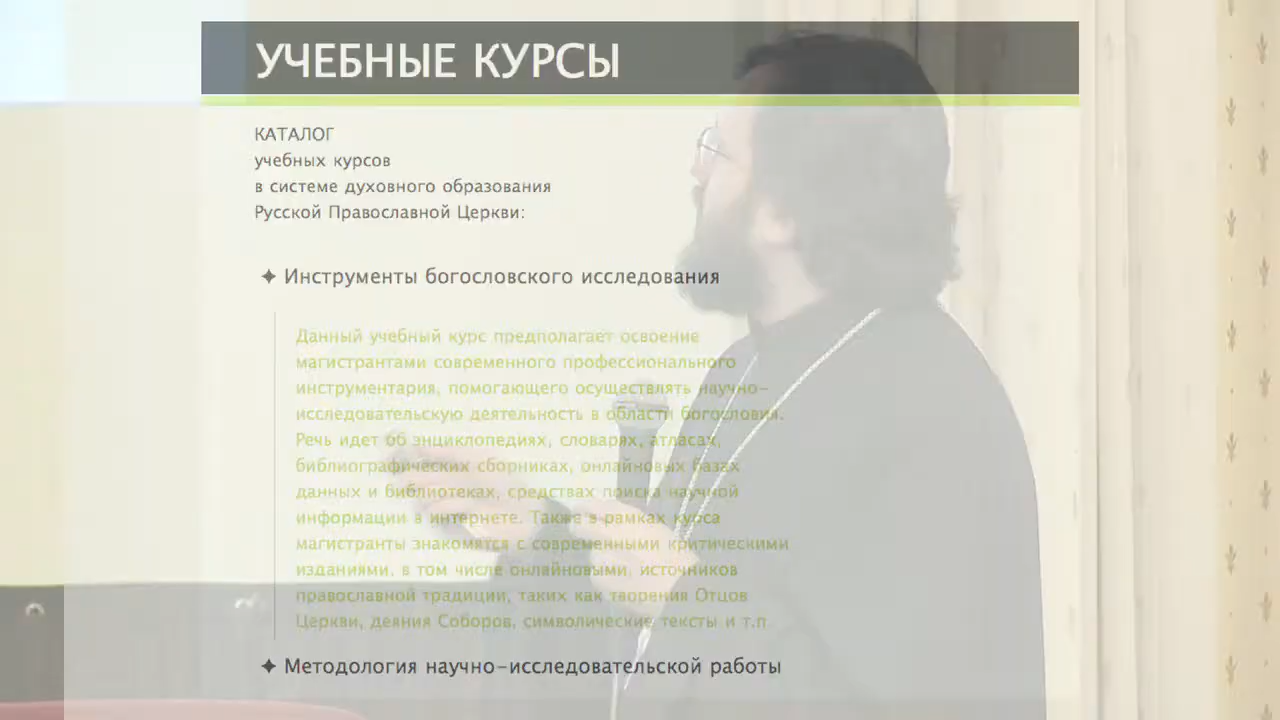 УЧЕБНЫЕ КУРСЫ
КАТАЛОГ
учебных курсов
в системе духовного образования
Русской Православной Церкви:
✦ Инструменты богословского исследования
Данный учебный курс предполагает освоение
магистрантами современного профессионального
инструментария, помогающего осуществлять научно-
исследовательскую деятельность в области богословия.
Речь идет об энциклопедиях, словарях, атласах,
библиографических сборниках, онлайновых базах
данных и библиотеках, средствах поиска научной
информации в интернете. Также в рамках курса
магистранты знакомятся с современными критическими
изданиями, в том числе онлайновыми, источников
православной традиции, таких как творения Отцов
Церкви, деяния Соборов, символические тексты и т.п.
✦ Методология научно-исследовательской работы